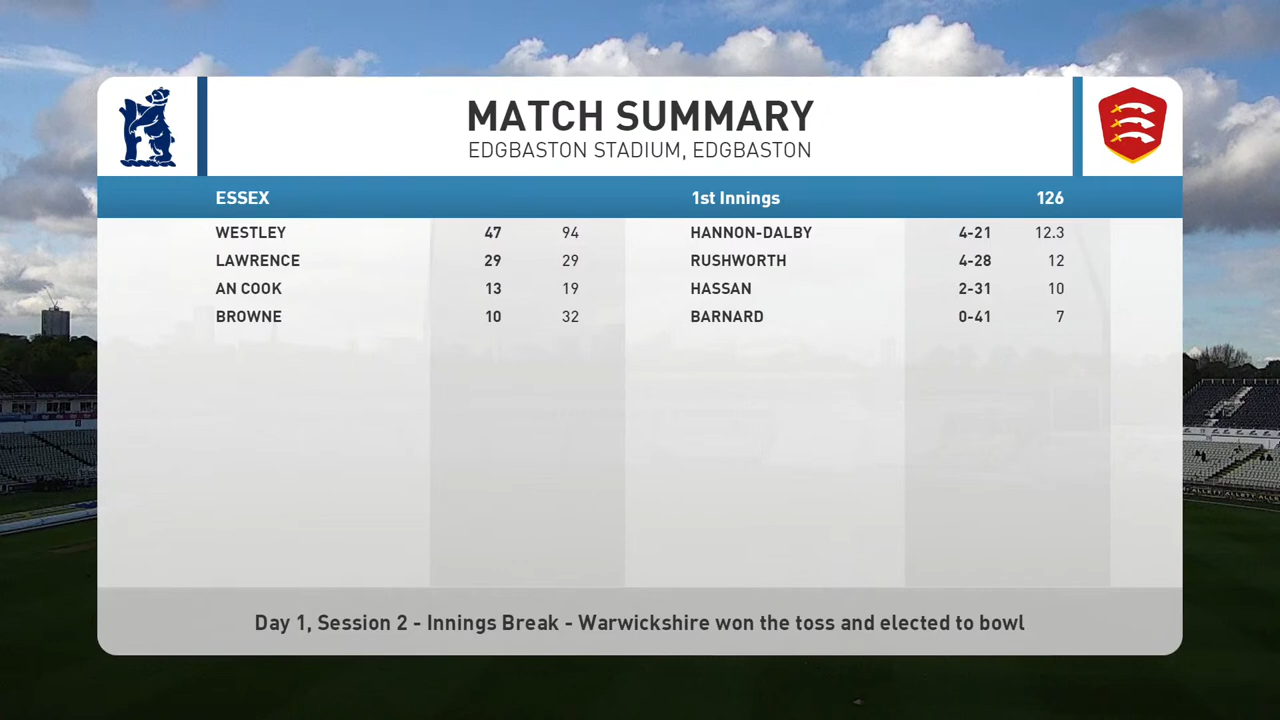 MATCH SUMMARY
EDGBASTON STADIUM, EDGBASTON
ESSEX 1st Innings 126
WESTLEY 47 94 HANNON-DALBY 4-21 12.3
LAWRENCE 29 29 RUSHWORTH 4-28 12
AN COOK 13 19 HASSAN 2-31 10
BROWNE 10 32 BARNARD 0-41 7
Day 1, Session 2 - Innings Break - Warwickshire won the toss and elected to bowl